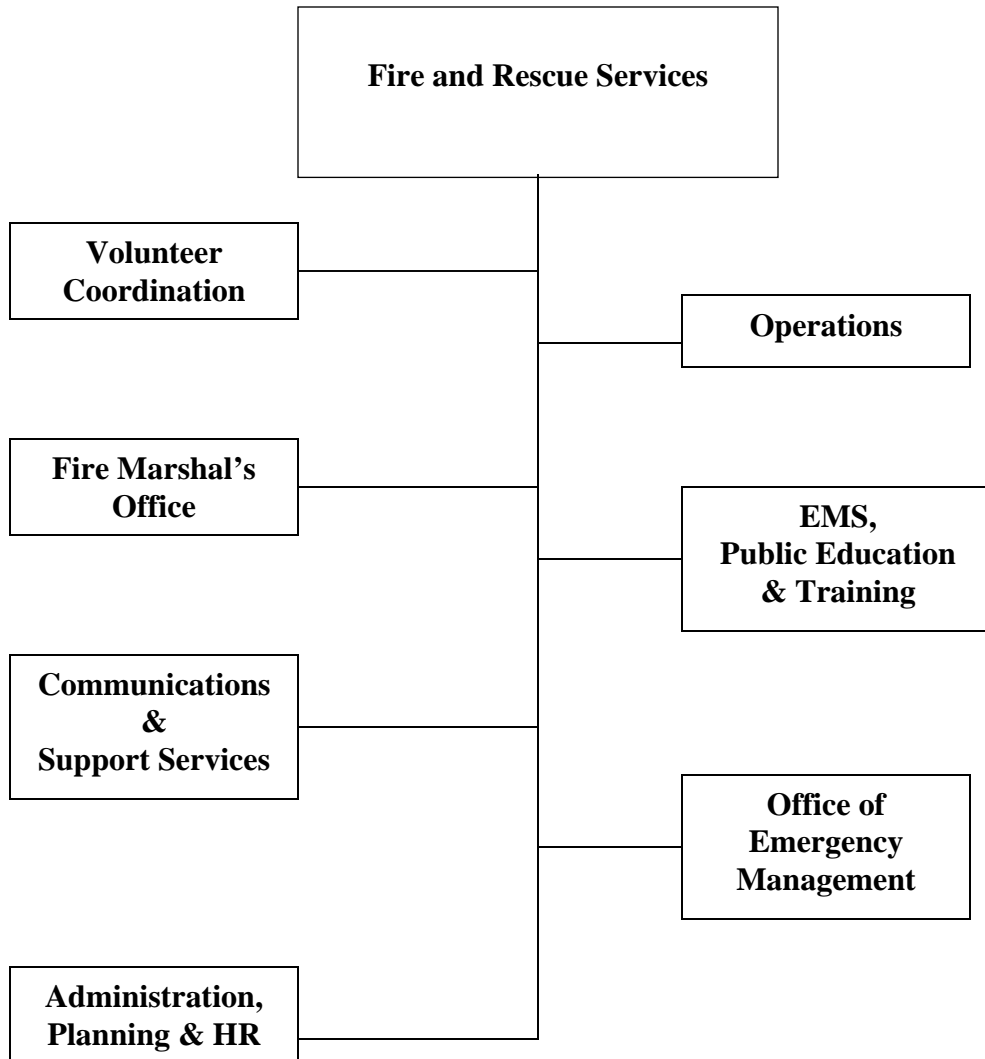 Fire and Rescue Services
Volunteer
Coordination
Operations
Fire Marshal’s
Office
EMS,
Public Education
& Training
Communications
&
Support Services
Office of
Emergency
Management
Administration,
Planning & HR